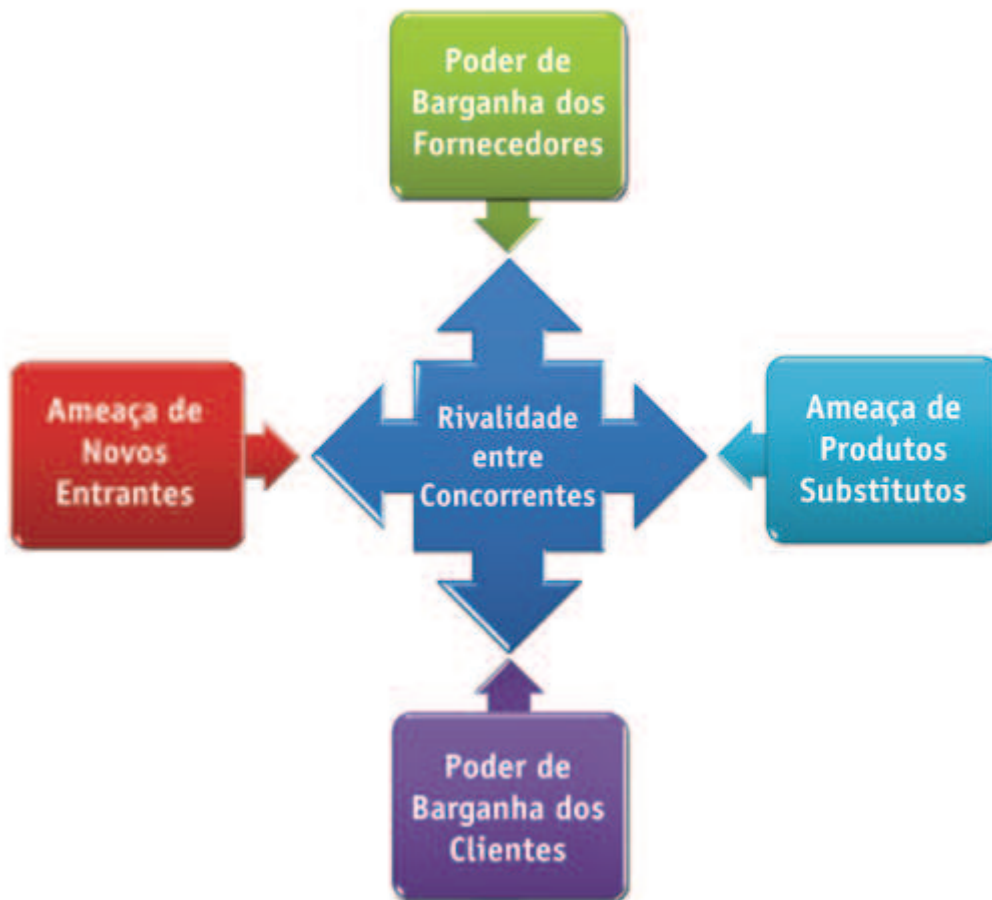 Poder de
Barganha dos
Fornecedores
Ameaça de
Novos
Entrantes
Rivalidade
entre
Concorrentes
Ameaça de
Produtos
Substitutos
Poder de
Barganha dos
Clientes